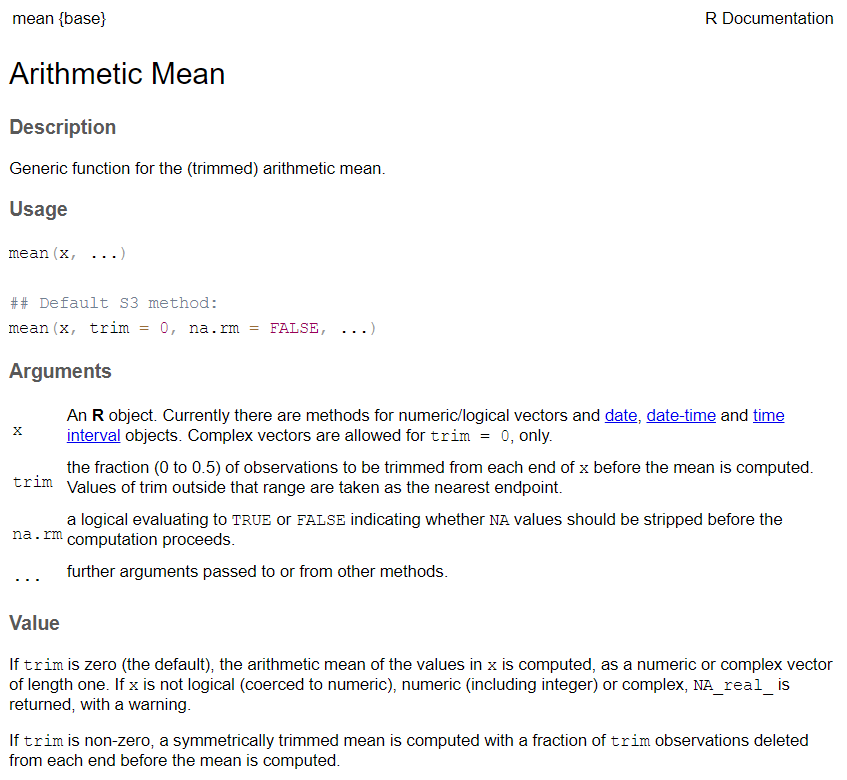 mean {base}
R Documentation
Arithmetic Mean
Description
Generic function for the (trimmed) arithmetic mean.
Usage
mean(x, ...)
## Default S3 method:
mean(x, trim = 0, na.rm = FALSE, ...)
Arguments
x
An R object. Currently there are methods for numeric/logical vectors and date, date-time and time
interval objects. Complex vectors are allowed for trim = 0, only.
trim
the fraction (0 to 0.5) of observations to be trimmed from each end of x before the mean is computed.
Values of trim outside that range are taken as the nearest endpoint.
na.rm
a logical evaluating to TRUE or FALSE indicating whether NA values should be stripped before the
computation proceeds.
...
further arguments passed to or from other methods.
Value
If trim is zero (the default), the arithmetic mean of the values in x is computed, as a numeric or complex vector
of length one. If x is not logical (coerced to numeric), numeric (including integer) or complex, NA_real_ is
returned, with a warning.
If trim is non-zero, a symmetrically trimmed mean is computed with a fraction of trim observations deleted
from each end before the mean is computed.